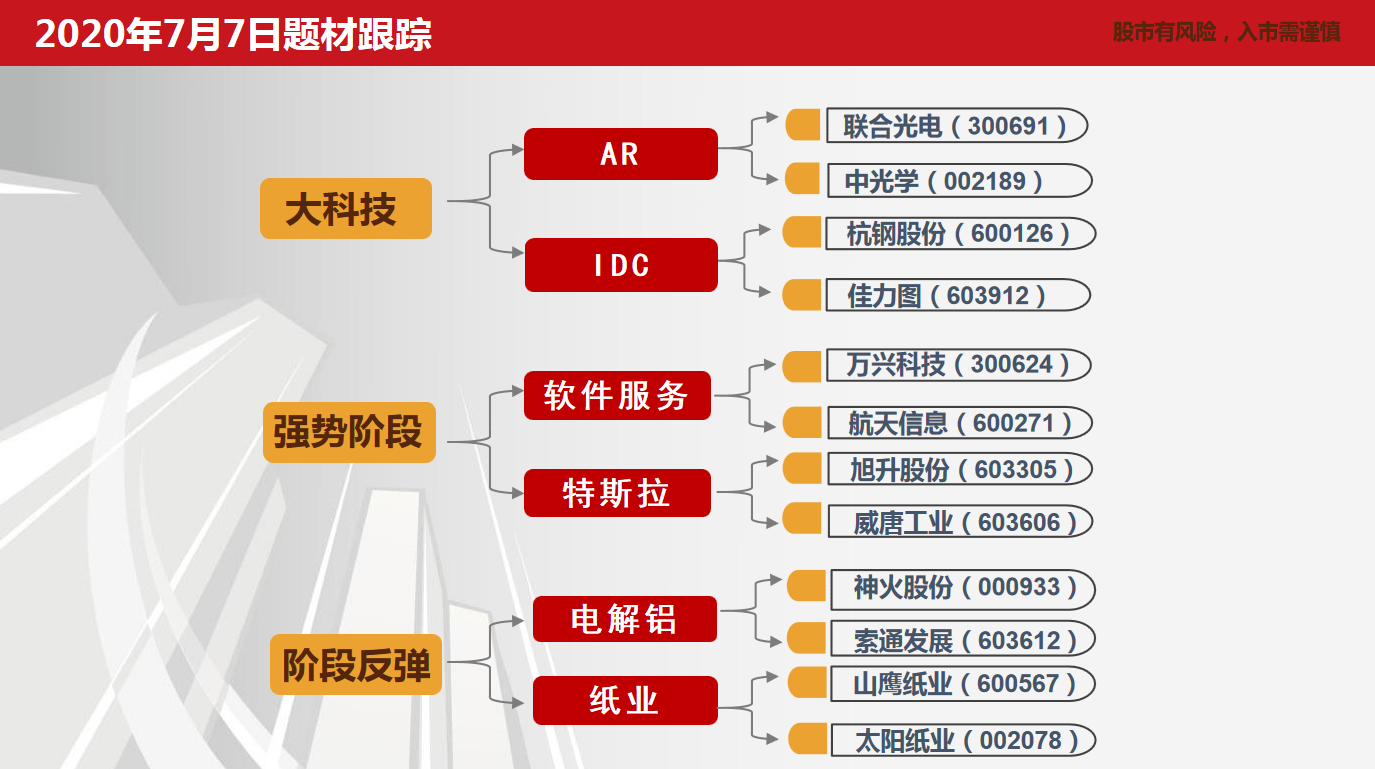 2020年7月7日题材跟踪
股市有风险，入市需谨慎
大科技
AR
联合光电（300691）
中光学（002189）
IDC
杭钢股份（600126）
佳力图（603912）
强势阶段
软件服务
万兴科技（300624）
航天信息（600271）
特斯拉
旭升股份（603305）
威唐工业（603606）
阶段反弹
电解铝
神火股份（000933）
索通发展（603612）
纸业
山鹰纸业（600567）
太阳纸业（002078）